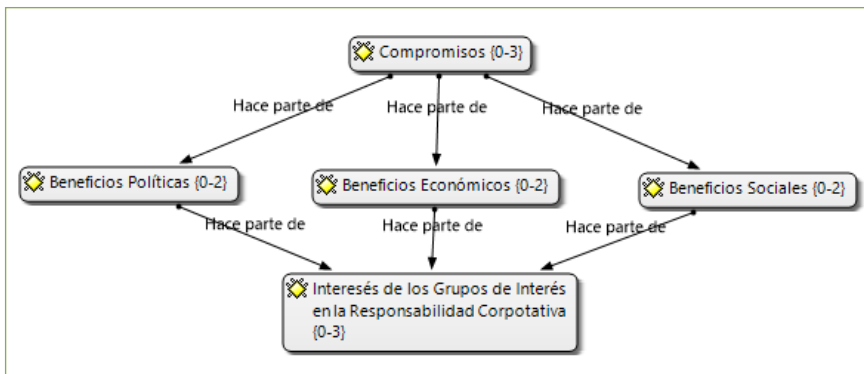 Compromisos {0-3}
Hace parte de
Hace parte de
Hace parte de
Beneficios Políticas {0-2}
Beneficios Económicos {0-2}
Beneficios Sociales {0-2}
Hace parte de
Hace parte de
Hace parte de
Interesés de los Grupos de Interés
en la Responsabilidad Corpotativa
{0-3}